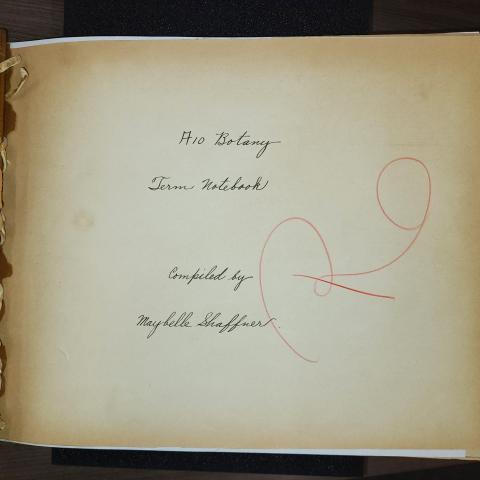 A10 Botany
Term Notebook
Compiled by
Maybelle Shaffner.